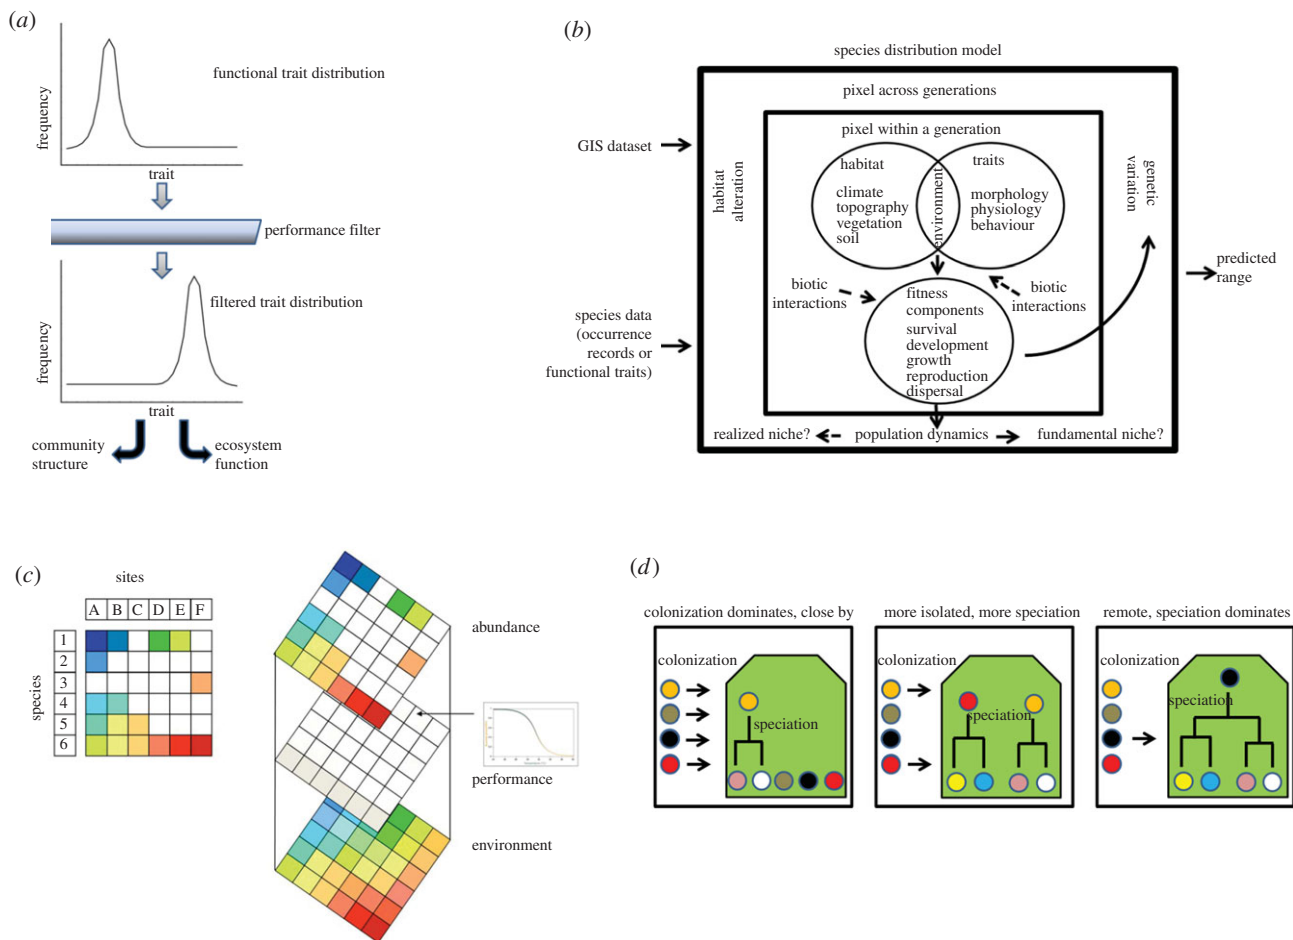 (a)
frequency
functional trait distribution
trait
performance filter
frequency
filtered trait distribution
trait
community
structure
ecosystem
function
(b)
species distribution model
pixel across generations
pixel within a generation
GIS dataset
species data
(occurrence
records or
functional traits)
habitat
alteration
habitat
climate
topography
vegetation
soil
environment
traits
morphology
physiology
behaviour
genetic
variation
biotic
interactions
fitness
components
survival
development
growth
reproduction
dispersal
biotic
interactions
predicted
range
realized niche?
population dynamics
fundamental niche?
(c)
sites
A B C D E F
species
1
2
3
4
5
6
abundance
performance
environment
(d)
colonization dominates, close by
colonization
speciation
more isolated, more speciation
colonization
speciation
remote, speciation dominates
colonization
speciation